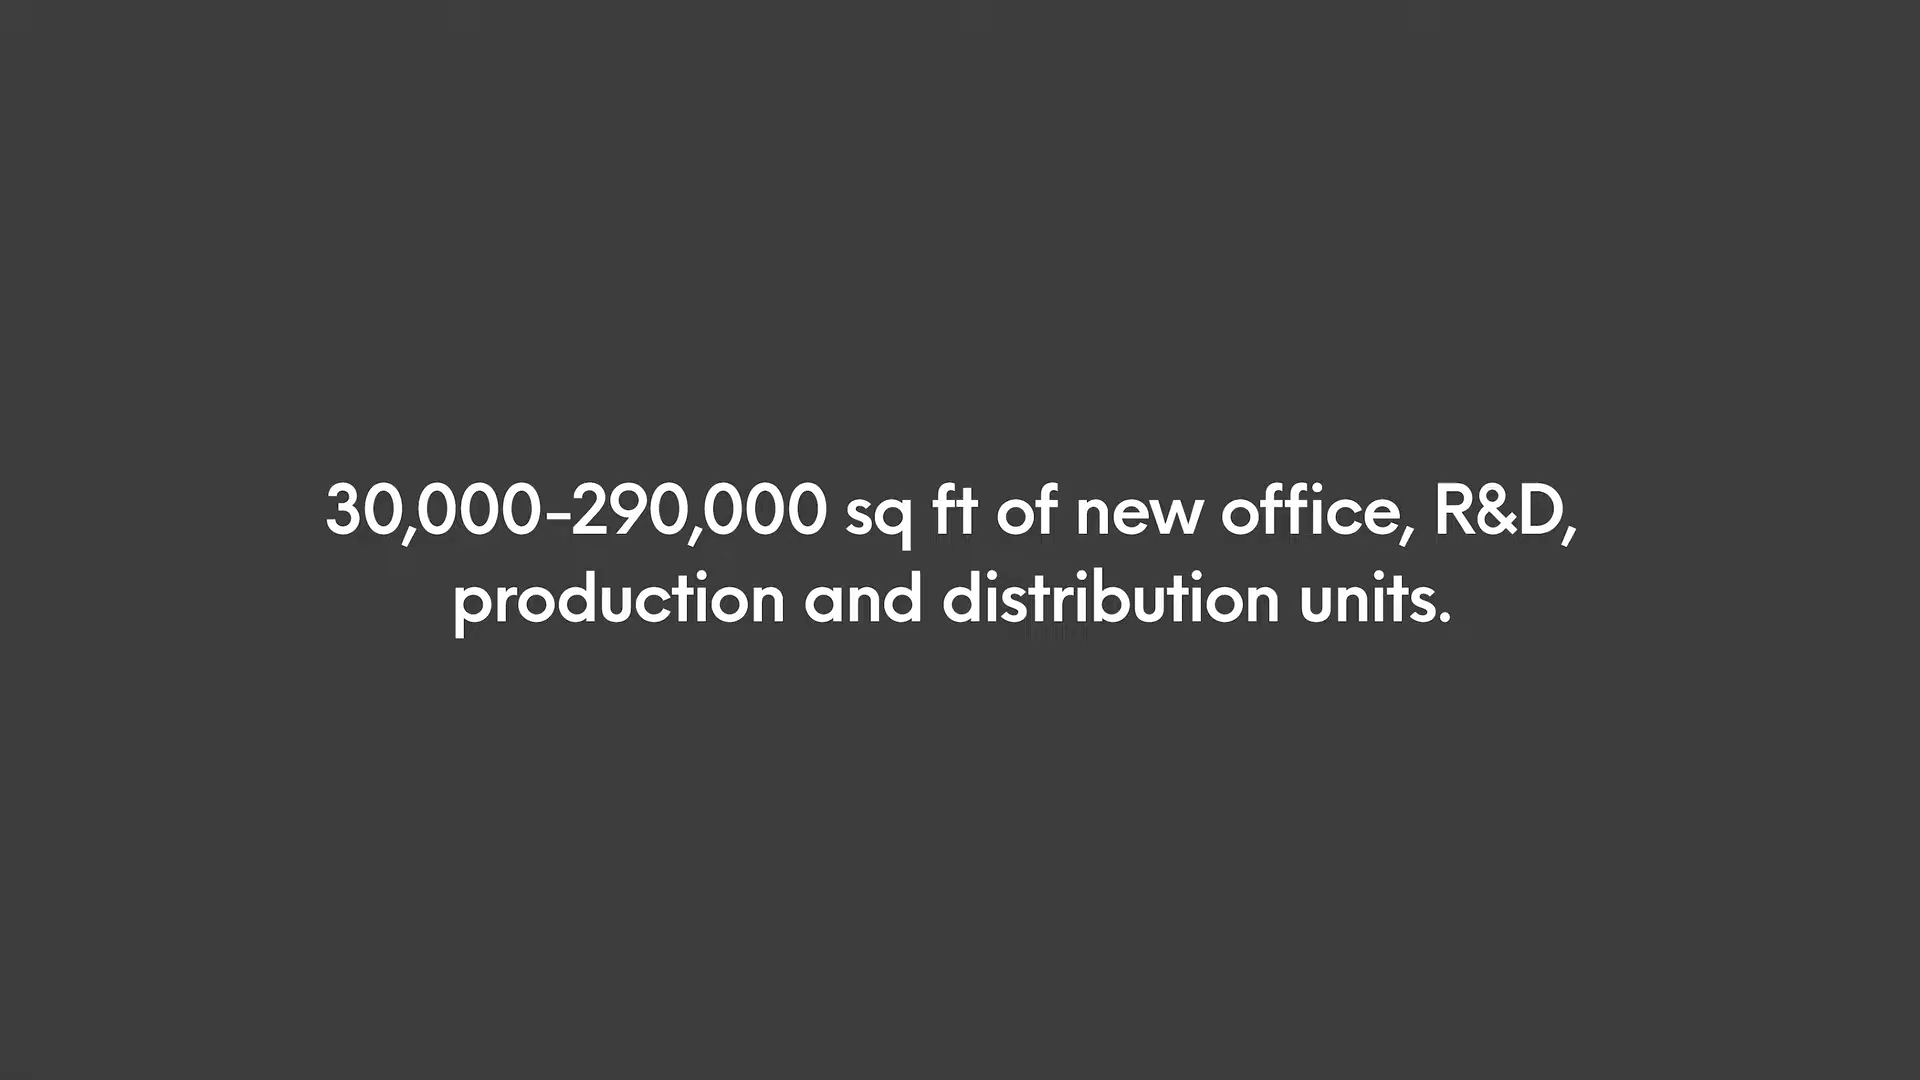 30,000-290,000 sq ft of new office, R&D,
production and distribution units.